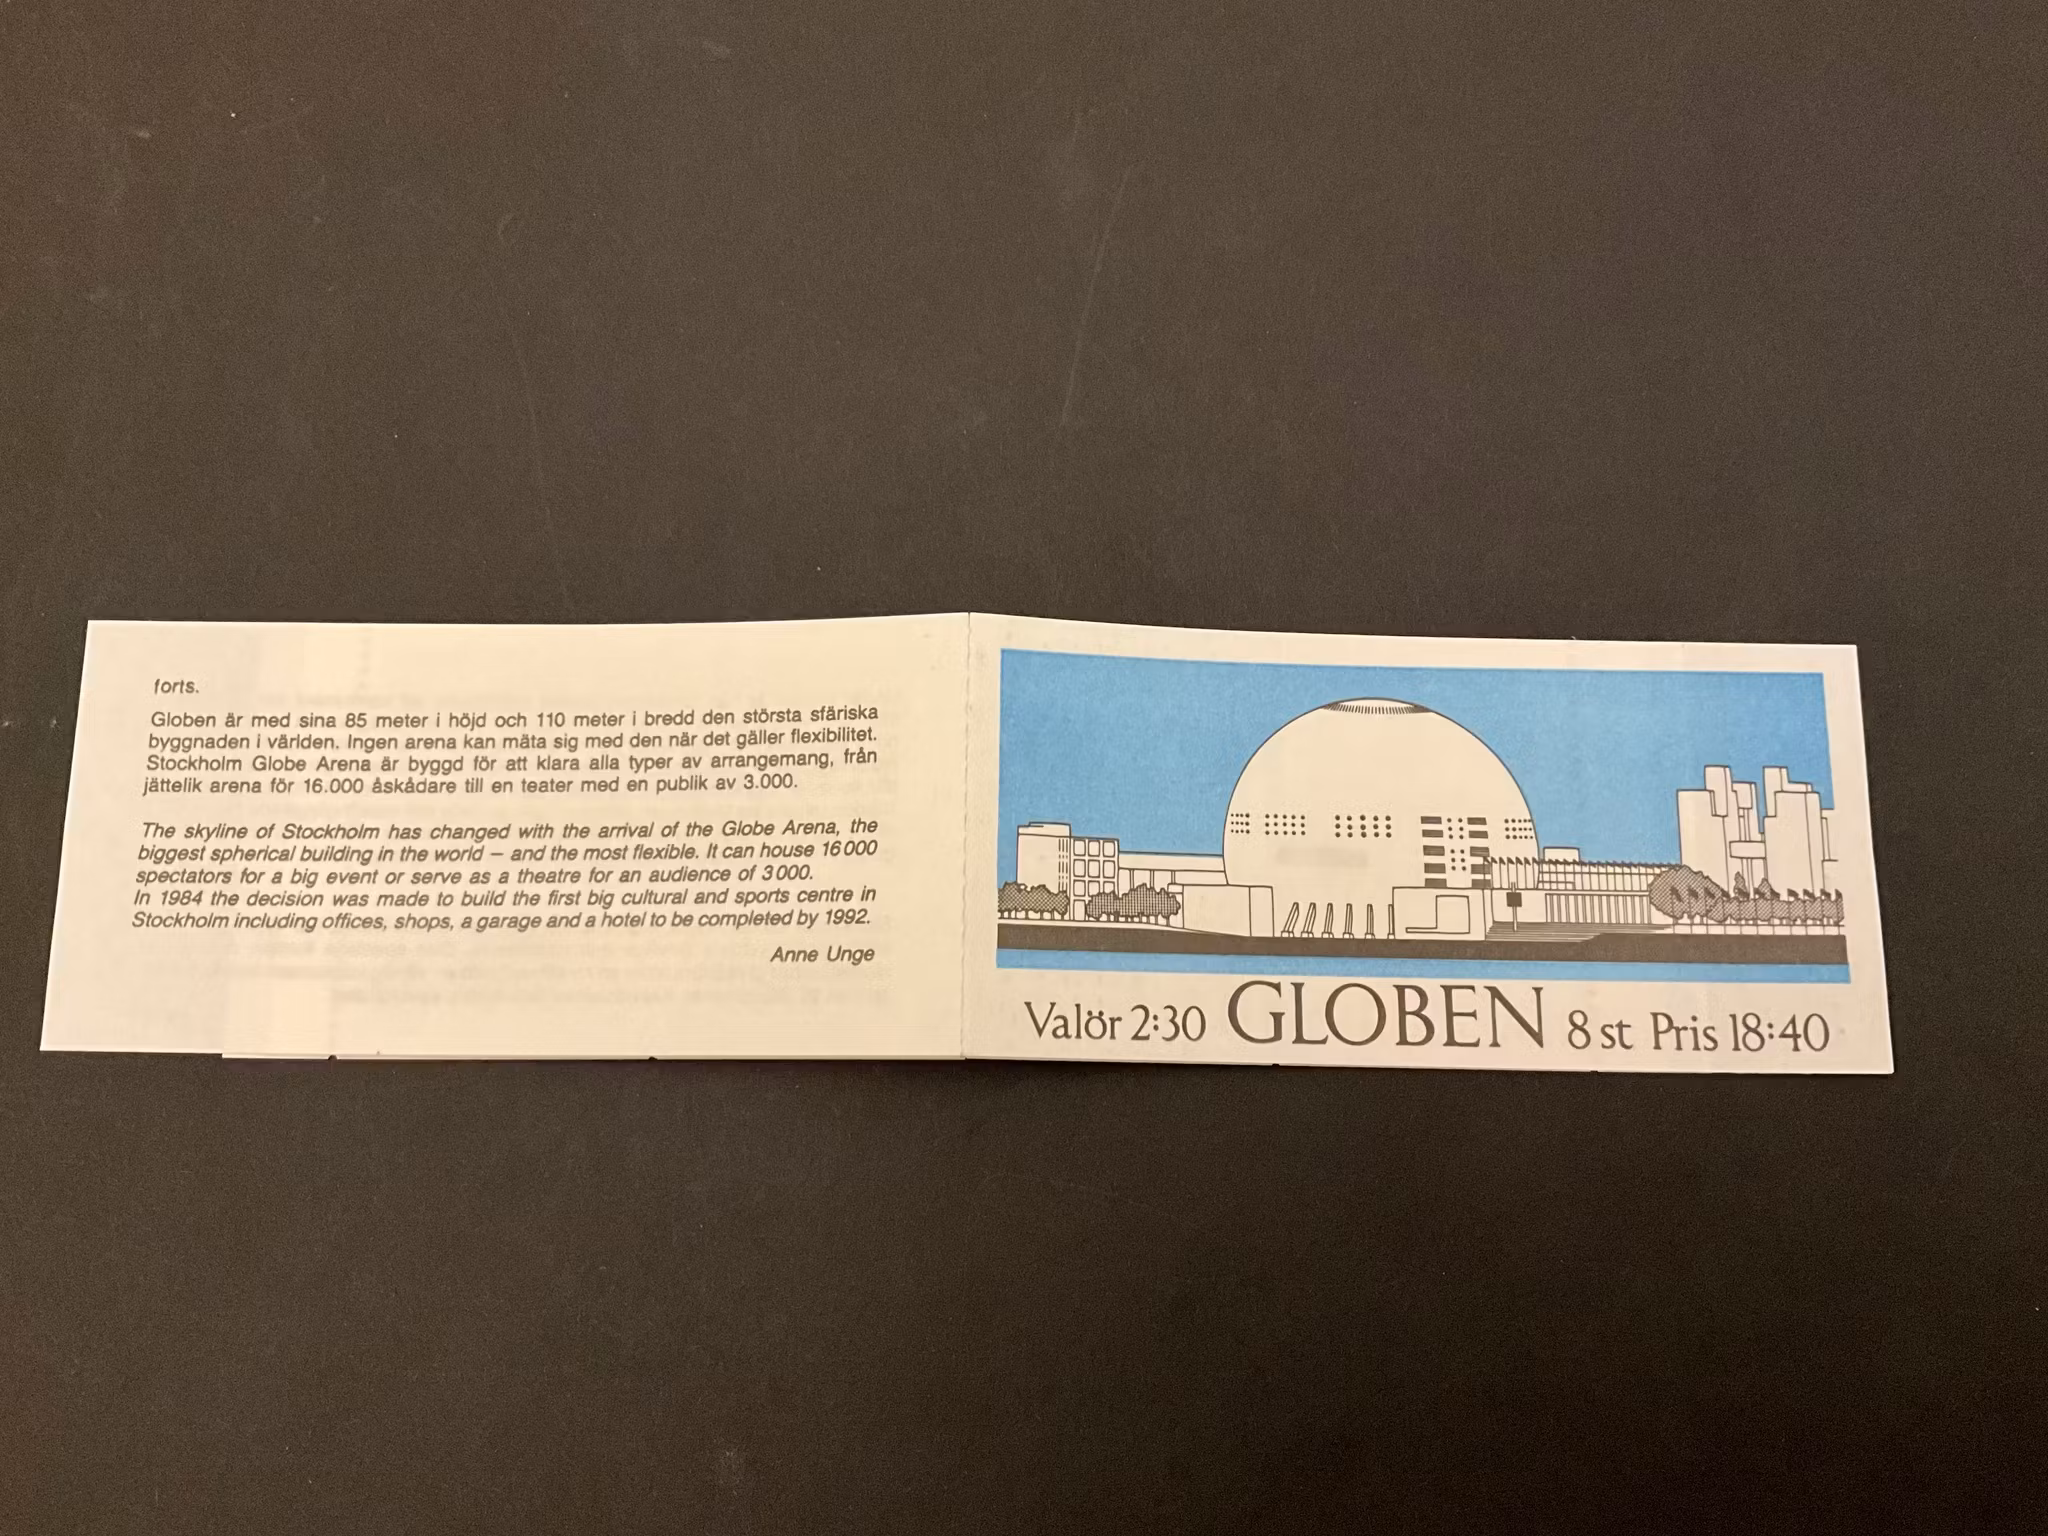 forts.
Globen är med sina 85 meter i höjd och 110 meter i bredd den största sfäriska
byggnaden i världen. Ingen arena kan mäta sig med den när det gäller flexibilitet.
Stockholm Globe Arena är byggd för att klara alla typer av arrangemang, från
jättelik arena för 16.000 åskådare till en teater med en publik av 3.000.
The skyline of Stockholm has changed with the arrival of the Globe Arena, the
biggest spherical building in the world – and the most flexible. It can house 16 000
spectators for a big event or serve as a theatre for an audience of 3 000.
In 1984 the decision was made to build the first big cultural and sports centre in
Stockholm including offices, shops, a garage and a hotel to be completed by 1992.
Anne Unge
Valör 2:30 GLOBEN 8 st Pris 18:40